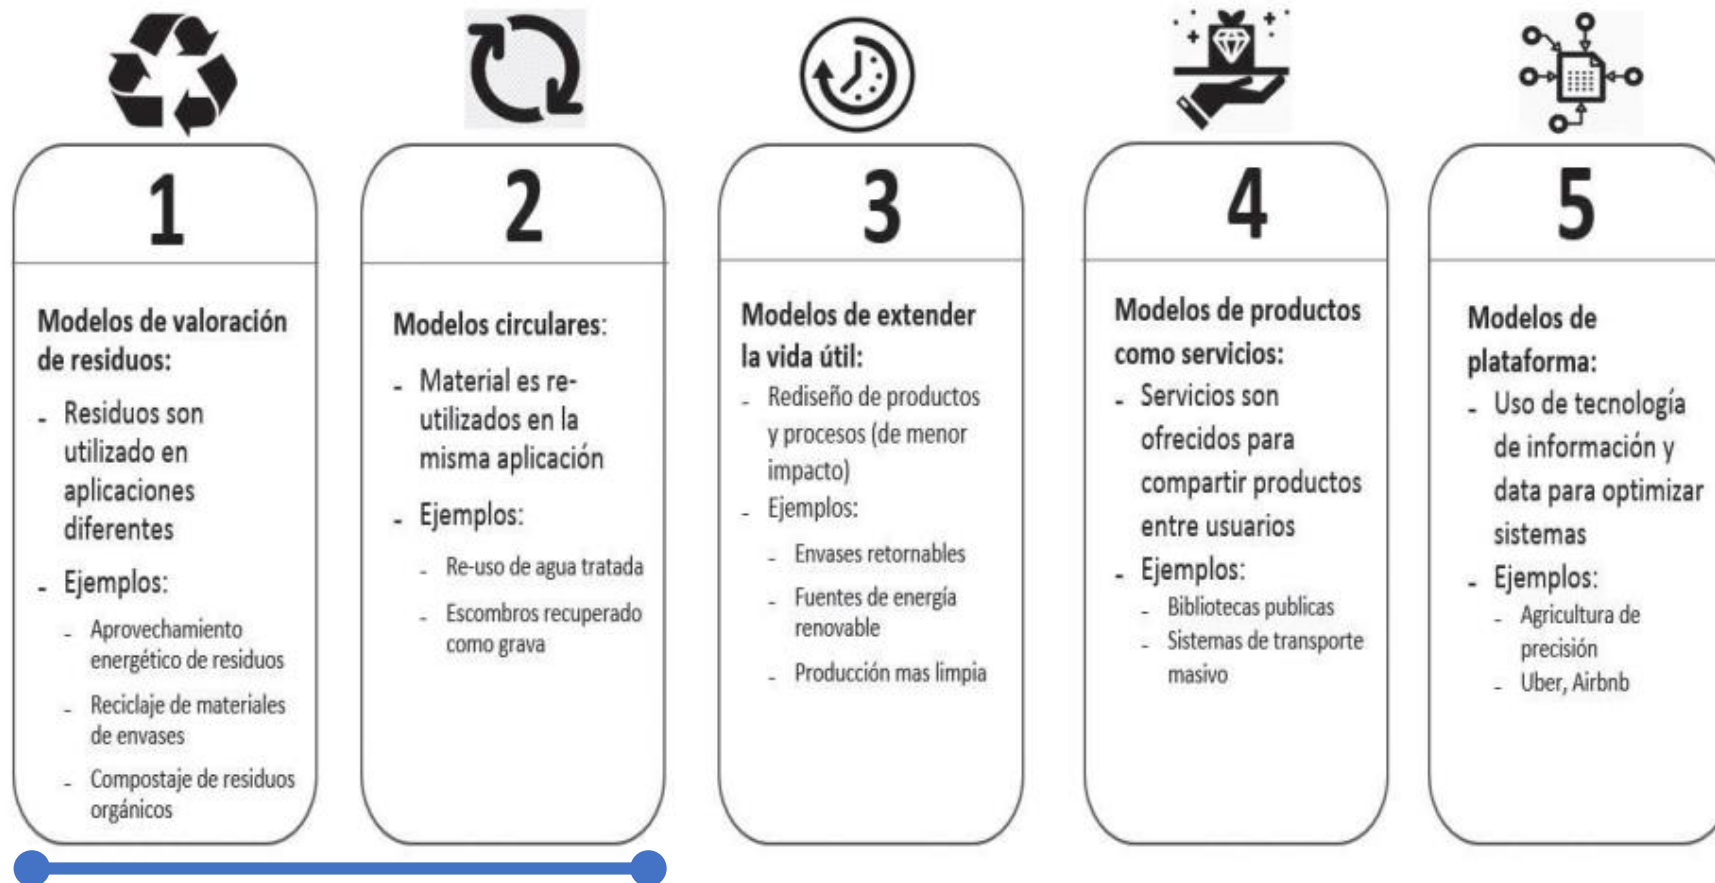 1
Modelos de valoración
de residuos:
- Residuos son
utilizado en
aplicaciones
diferentes
- Ejemplos:
- Aprovechamiento
energético de residuos
- Reciclaje de materiales
de envases
- Compostaje de residuos
orgánicos
2
Modelos circulares:
- Material es re-
utilizados en la
misma aplicación
- Ejemplos:
- Re-uso de agua tratada
- Escombros recuperado
como grava
3
Modelos de extender
la vida útil:
- Rediseño de productos
y procesos (de menor
impacto)
- Ejemplos:
- Envases retornables
- Fuentes de energía
renovable
- Producción mas limpia
4
Modelos de productos
como servicios:
- Servicios son
ofrecidos para
compartir productos
entre usuarios
- Ejemplos:
- Bibliotecas publicas
- Sistemas de transporte
masivo
5
Modelos de
plataforma:
- Uso de tecnología
de información y
data para optimizar
sistemas
- Ejemplos:
- Agricultura de
precisión
- Uber, Airbnb